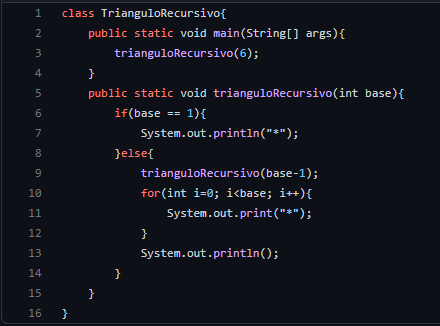 1 class TrianguloRecursivo{
2 public static void main(String[] args){
3 trianguloRecursivo(6);
4 }
5 public static void trianguloRecursivo(int base){
6 if(base == 1){
7 System.out.println("*");
8 }else{
9 trianguloRecursivo(base-1);
10 for(int i=0; i<base; i++){
11 System.out.print("*");
12 }
13 System.out.println();
14 }
15 }
16 }